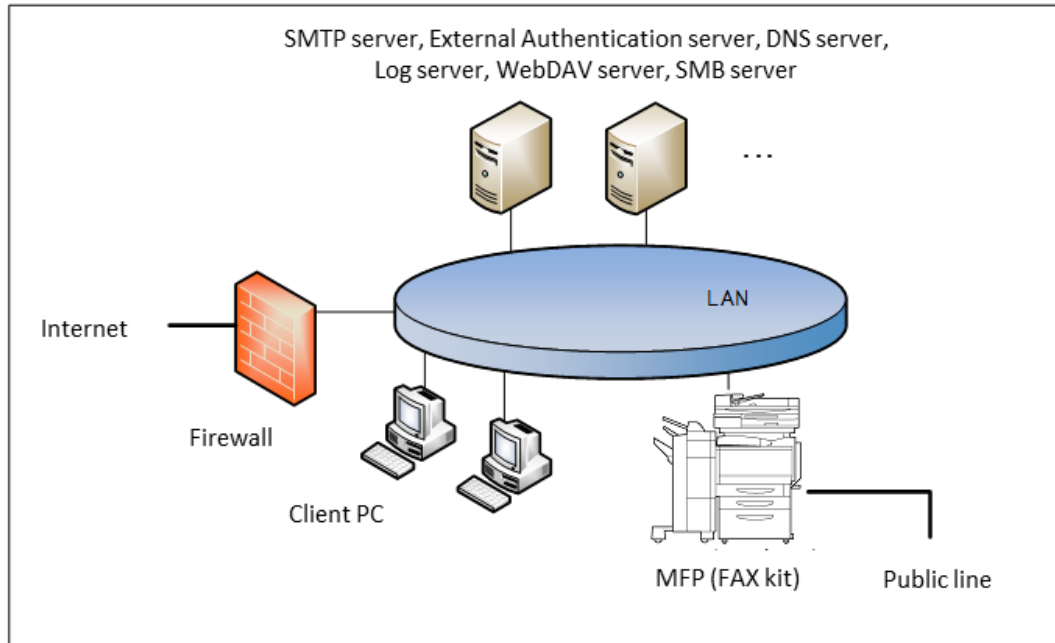 SMTP server, External Authentication server, DNS server,
Log server, WebDAV server, SMB server
...
LAN
Internet
Firewall
Client PC
MFP (FAX kit)
Public line